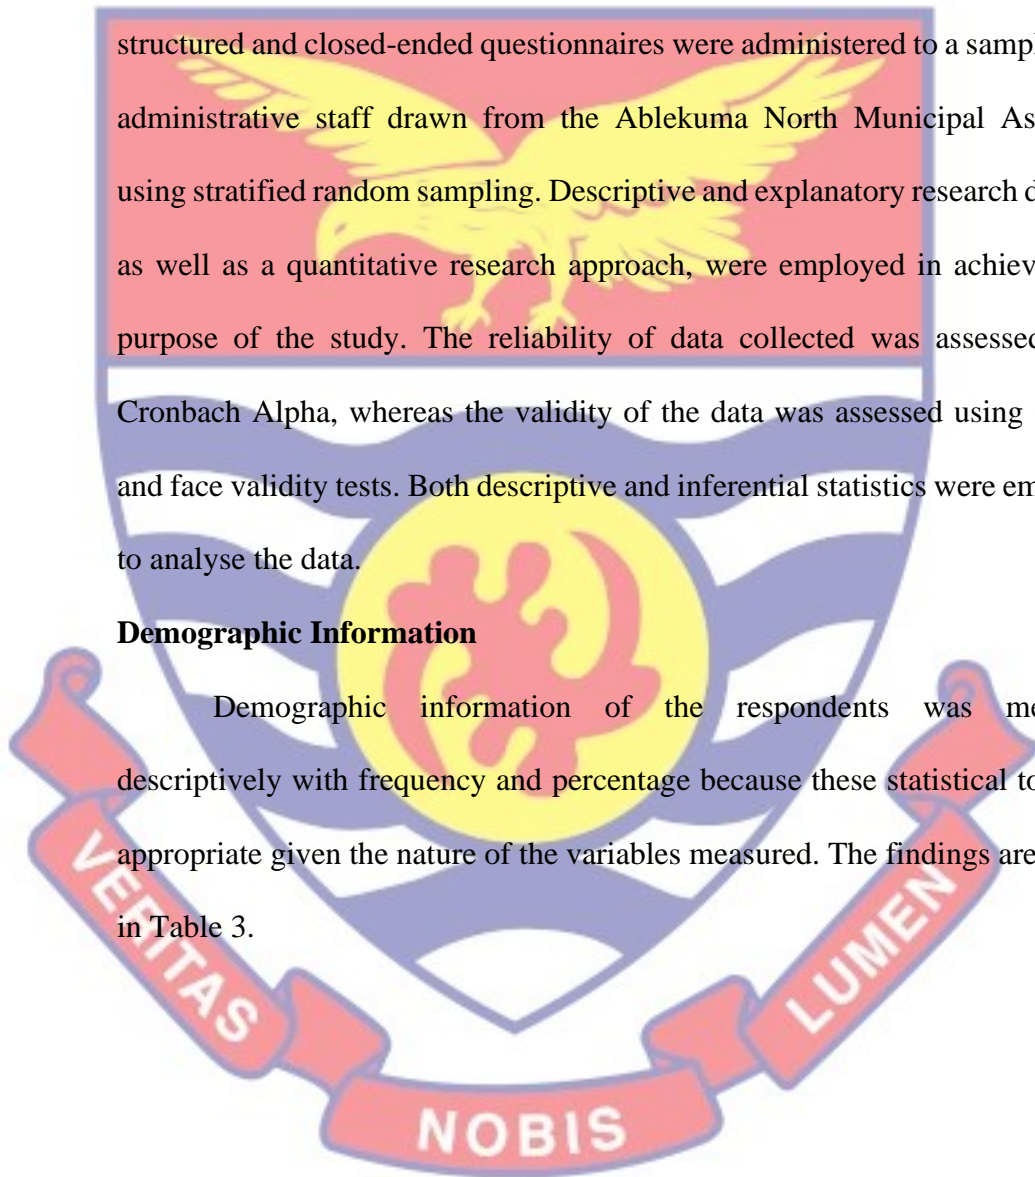 structured and closed-ended questionnaires were administered to a sampl
administrative staff drawn from the Ablekuma North Municipal As
using stratified random sampling. Descriptive and explanatory research d
as well as a quantitative research approach, were employed in achiev
purpose of the study. The reliability of data collected was assessed
Cronbach Alpha, whereas the validity of the data was assessed using
and face validity tests. Both descriptive and inferential statistics were em
to analyse the data.
Demographic Information
Demographic information of the respondents was me
descriptively with frequency and percentage because these statistical to
appropriate given the nature of the variables measured. The findings are
in Table 3.
VERITAS
NOBIS
LUMEN